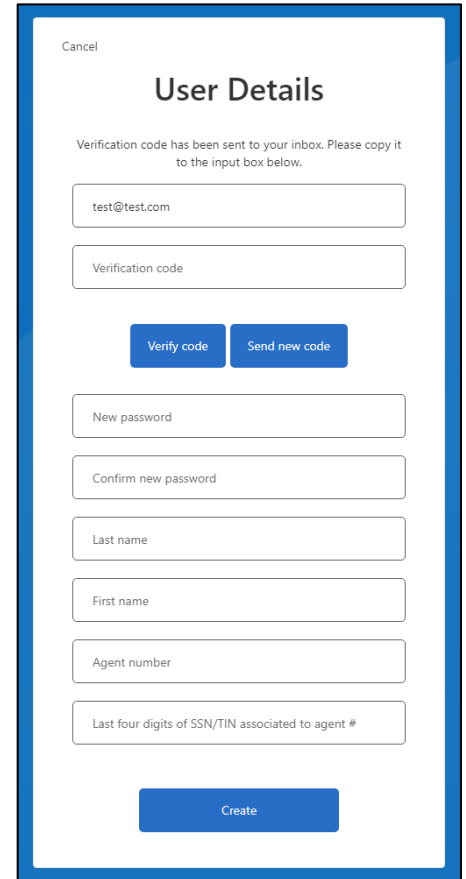 Cancel
User Details
Verification code has been sent to your inbox. Please copy it
to the input box below.
test@test.com
Verification code
Verify code
Send new code
New password
Confirm new password
Last name
First name
Agent number
Last four digits of SSN/TIN associated to agent #
Create